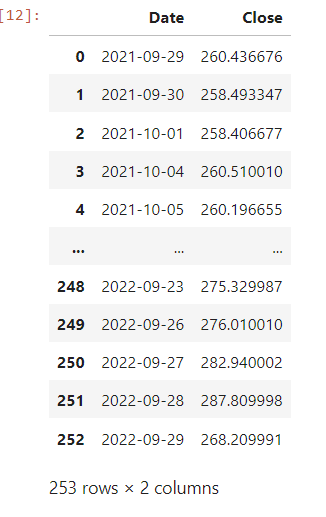 [12]:
Date Close
0 2021-09-29 260.436676
1 2021-09-30 258.493347
2 2021-10-01 258.406677
3 2021-10-04 260.510010
4 2021-10-05 260.196655
... ... ...
248 2022-09-23 275.329987
249 2022-09-26 276.010010
250 2022-09-27 282.940002
251 2022-09-28 287.809998
252 2022-09-29 268.209991
253 rows × 2 columns